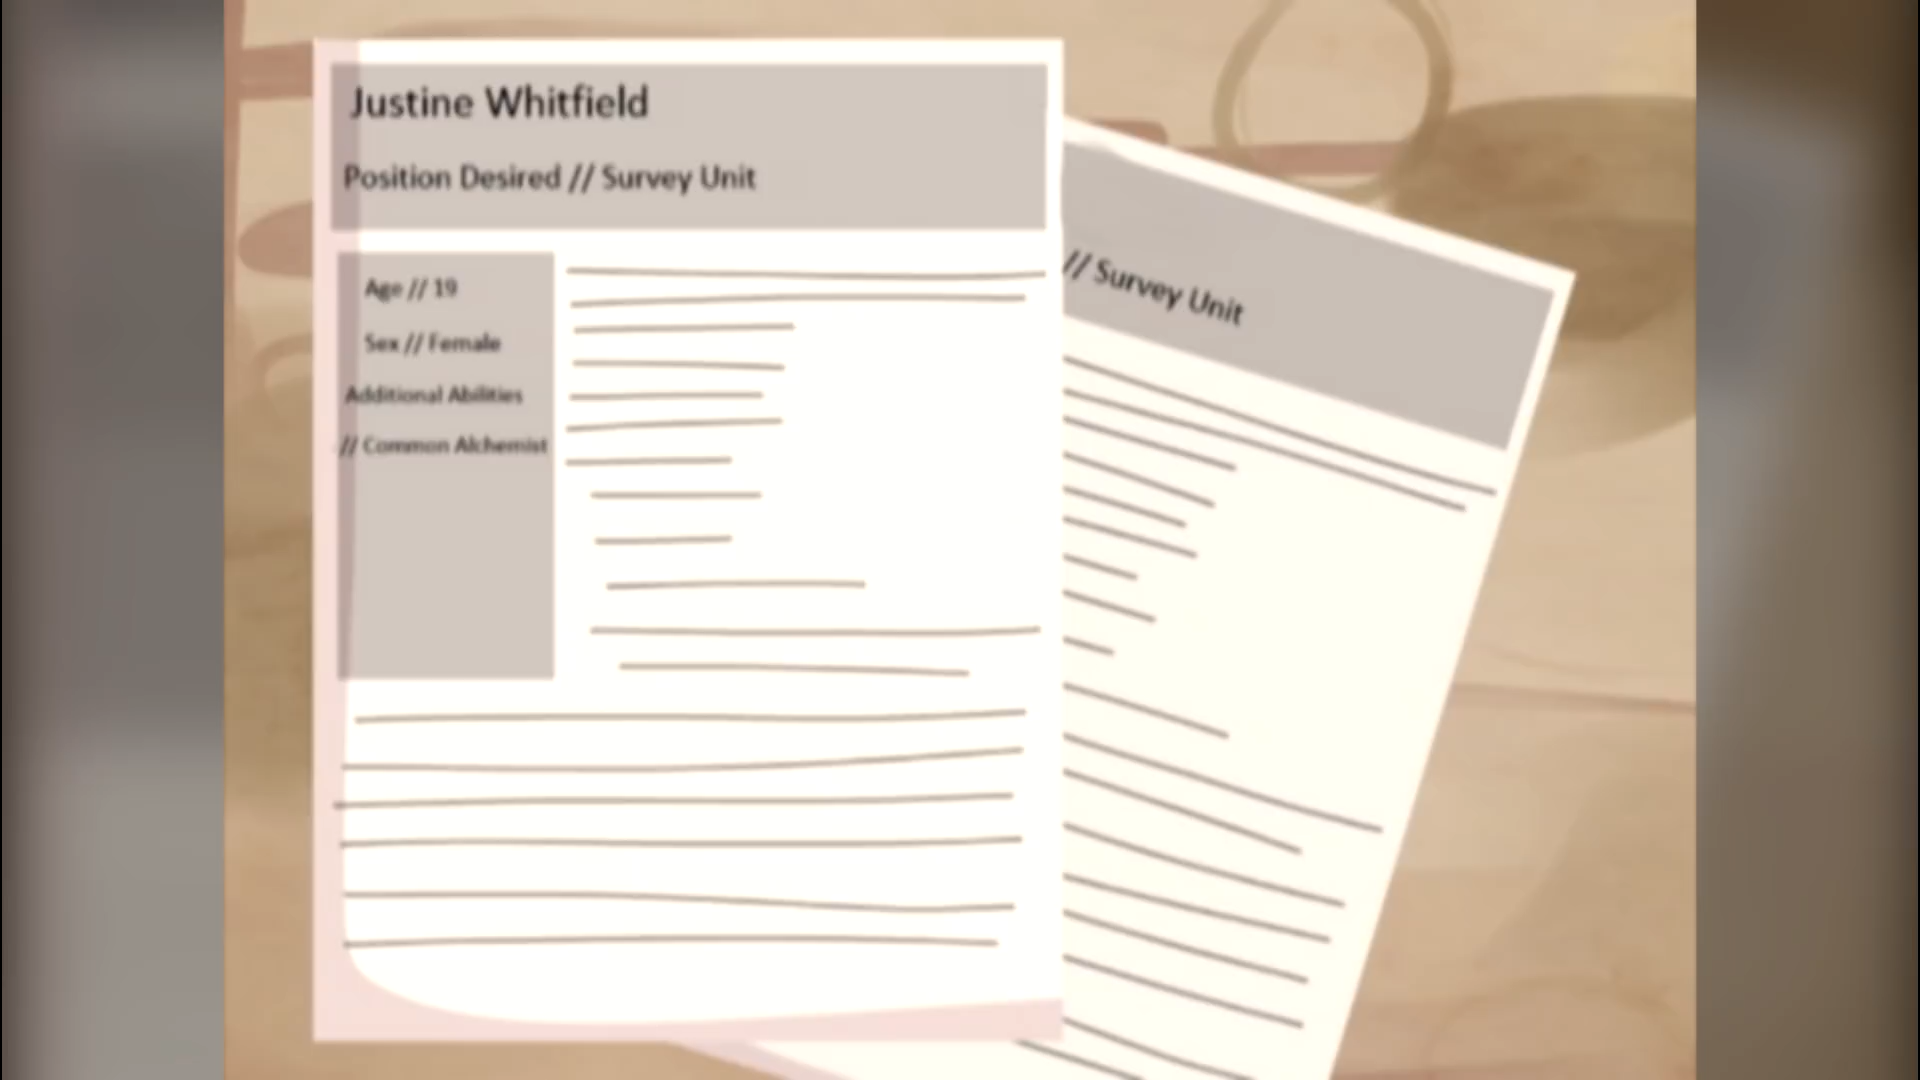 Justine Whitfield
Position Desired // Survey Unit
Age // 19
Sex // Female
Additional Abilities
// Common Alchemist
// Survey Unit